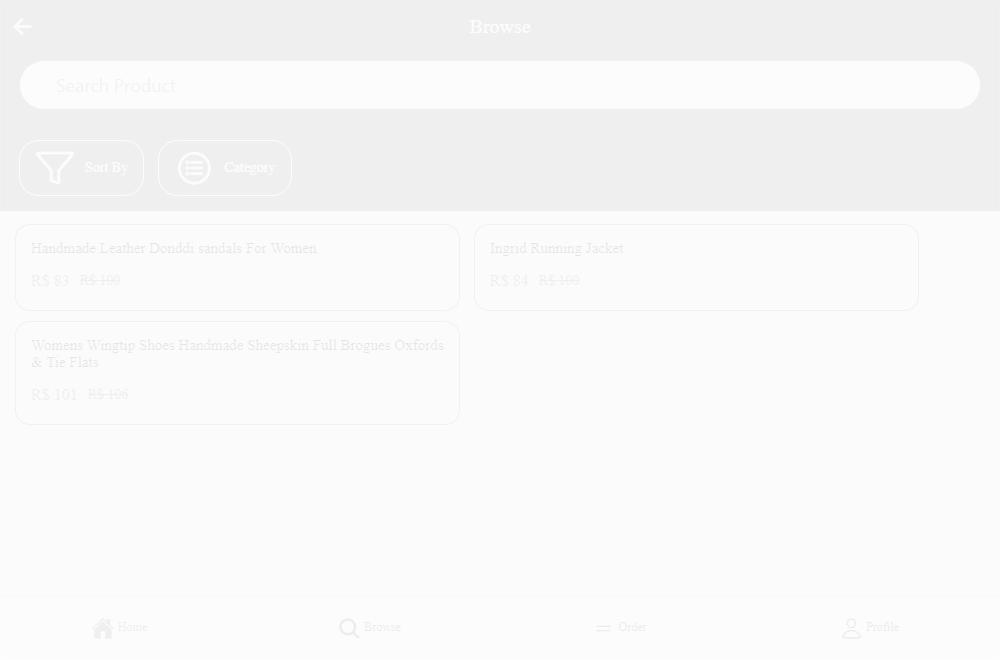 Browse
Search Product
Sort By
Category
Handmade Leather Donddi sandals For Women
R$ 83 R$ 100
Ingrid Running Jacket
R$ 84 R$ 100
Womens Wingtip Shoes Handmade Sheepskin Full Brogues Oxfords
& Tie Flats
R$ 101 R$ 106
Home
Browse
Order
Profile